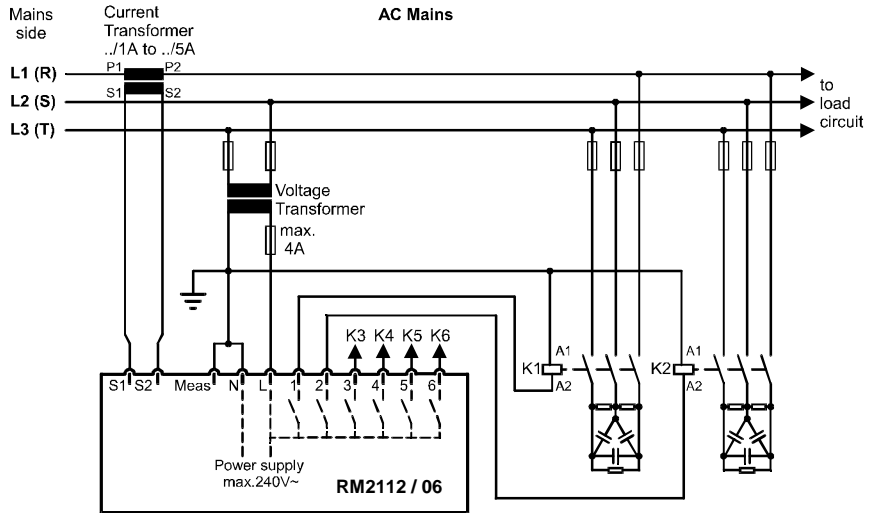 Mains
side
Current
Transformer
../1A to ../5A
AC Mains
P1
P2
L1 (R)
S1
S2
L2 (S)
L3 (T)
to
load
circuit
Voltage
Transformer
max.
4A
K3
K4
K5
K6
K1
A1
A2
K2
A1
A2
S1
S2
Meas
N
L
1
2
3
4
5
6
Power supply
max.240V~
RM2112 / 06